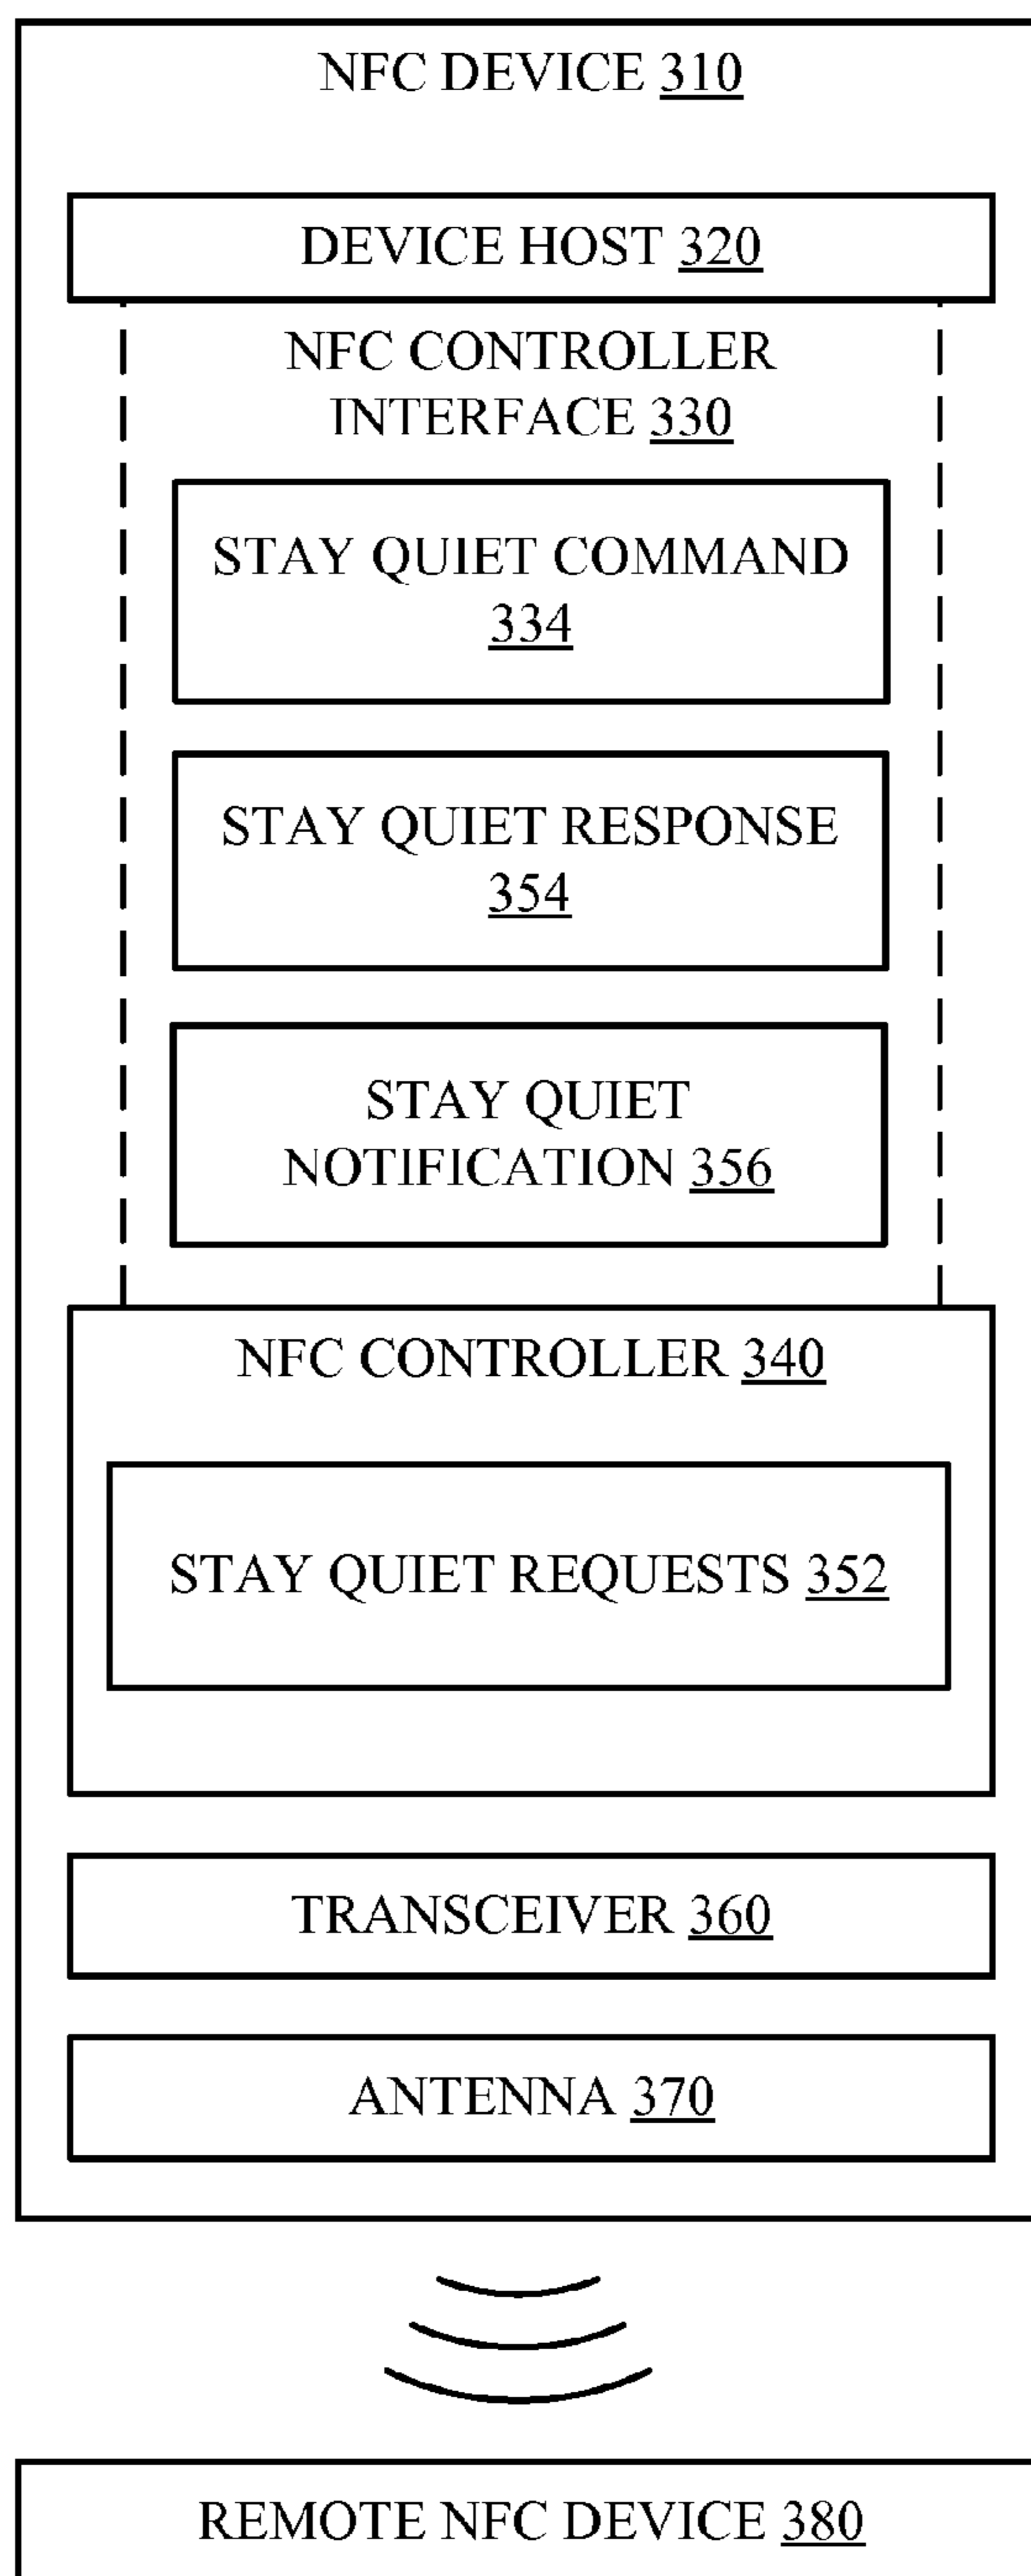 NFC DEVICE 310
DEVICE HOST 320
NFC CONTROLLER
INTERFACE 330
STAY QUIET COMMAND
334
STAY QUIET RESPONSE
354
STAY QUIET
NOTIFICATION 356
NFC CONTROLLER 340
STAY QUIET REQUESTS 352
TRANSCEIVER 360
ANTENNA 370
REMOTE NFC DEVICE 380